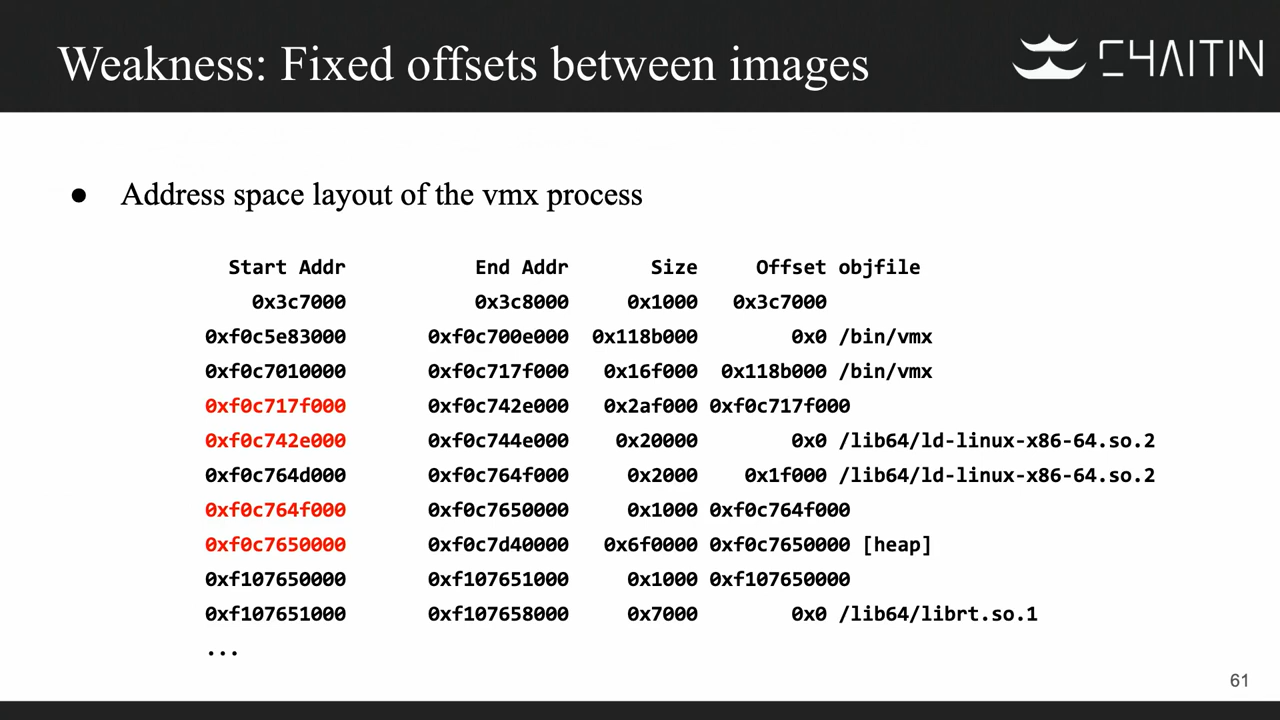 Weakness: Fixed offsets between images
CHAITIN
● Address space layout of the vmx process
Start Addr End Addr Size Offset objfile
0x3c7000 0x3c8000 0x1000 0x3c7000
0xf0c5e83000 0xf0c700e000 0x118b000 0x0 /bin/vmx
0xf0c7010000 0xf0c717f000 0x16f000 0x118b000 /bin/vmx
0xf0c717f000 0xf0c742e000 0x2af000 0xf0c717f000
0xf0c742e000 0xf0c744e000 0x20000 0x0 /lib64/ld-linux-x86-64.so.2
0xf0c764d000 0xf0c764f000 0x2000 0x1f000 /lib64/ld-linux-x86-64.so.2
0xf0c764f000 0xf0c7650000 0x1000 0xf0c764f000
0xf0c7650000 0xf0c7d40000 0x6f0000 0xf0c7650000 [heap]
0xf107650000 0xf107651000 0x1000 0xf107650000
0xf107651000 0xf107658000 0x7000 0x0 /lib64/librt.so.1
...
61